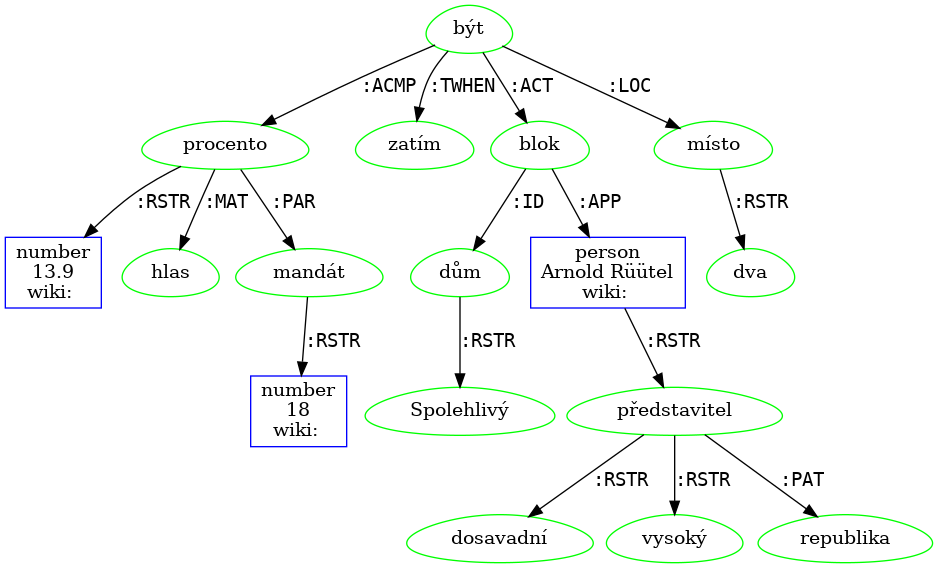 být
:ACMP :TWHEN :ACT :LOC
procento zatím blok místo
:RSTR :MAT :PAR :ID :APP :RSTR
number
13.9
wiki:
hlas
mandát
dům
person
Arnold Rüütel
wiki:
dva
:RSTR :RSTR :RSTR
number
18
wiki:
Spolehlivý
představitel
:RSTR :RSTR :PAT
dosavadní vysoký republika